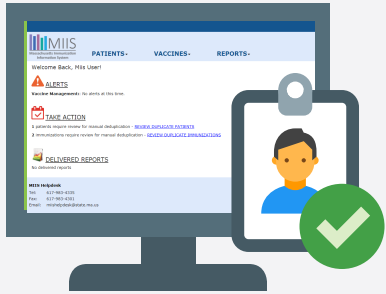 MIIS
Massachusetts Immunization
Information System
PATIENTS
VACCINES
REPORTS
Welcome Back, Miis User!
ALERTS
Vaccine Management: No alerts at this time.
TAKE ACTION
patients require review for manual deduplication - REVIEW DUPLICATE PATIENTS
immunizations require review for manual deduplication - REVIEW DUPLICATE IMMUNIZATIONS
DELIVERED REPORTS
No delivered reports
MIIS Helpdesk
Tel: 617-983-4335
Fax: 617-983-4301
Email: miishelpdesk@state.ma.us